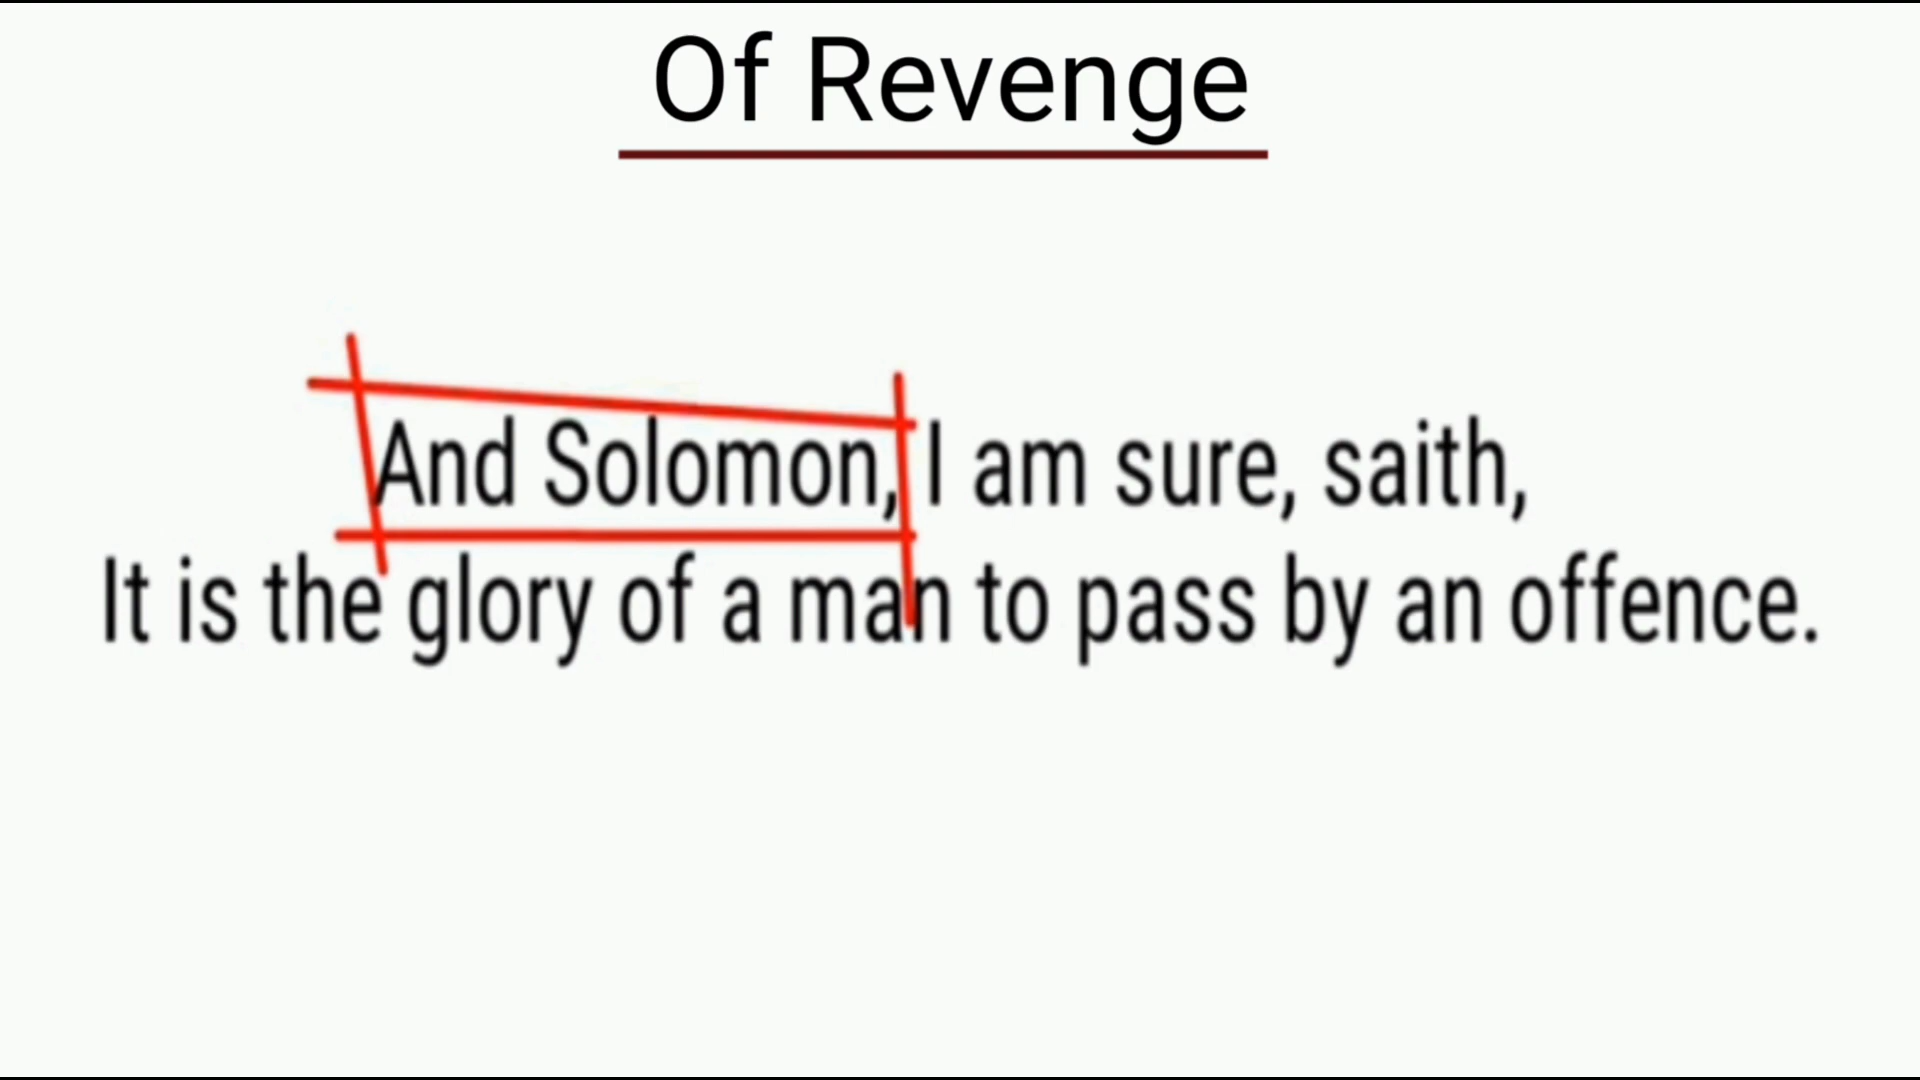 Of Revenge
And Solomon, I am sure, saith,
It is the glory of a man to pass by an offence.